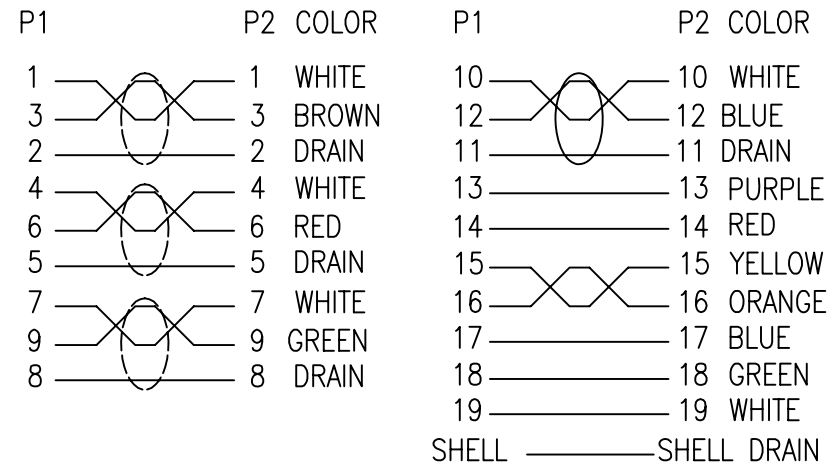 P1 P2 COLOR
1 1 WHITE
3 3 BROWN
2 2 DRAIN
4 4 WHITE
6 6 RED
5 5 DRAIN
7 7 WHITE
9 9 GREEN
8 8 DRAIN
P1 P2 COLOR
10 10 WHITE
12 12 BLUE
11 11 DRAIN
13 13 PURPLE
14 14 RED
15 15 YELLOW
16 16 ORANGE
17 17 BLUE
18 18 GREEN
19 19 WHITE
SHELL SHELL DRAIN